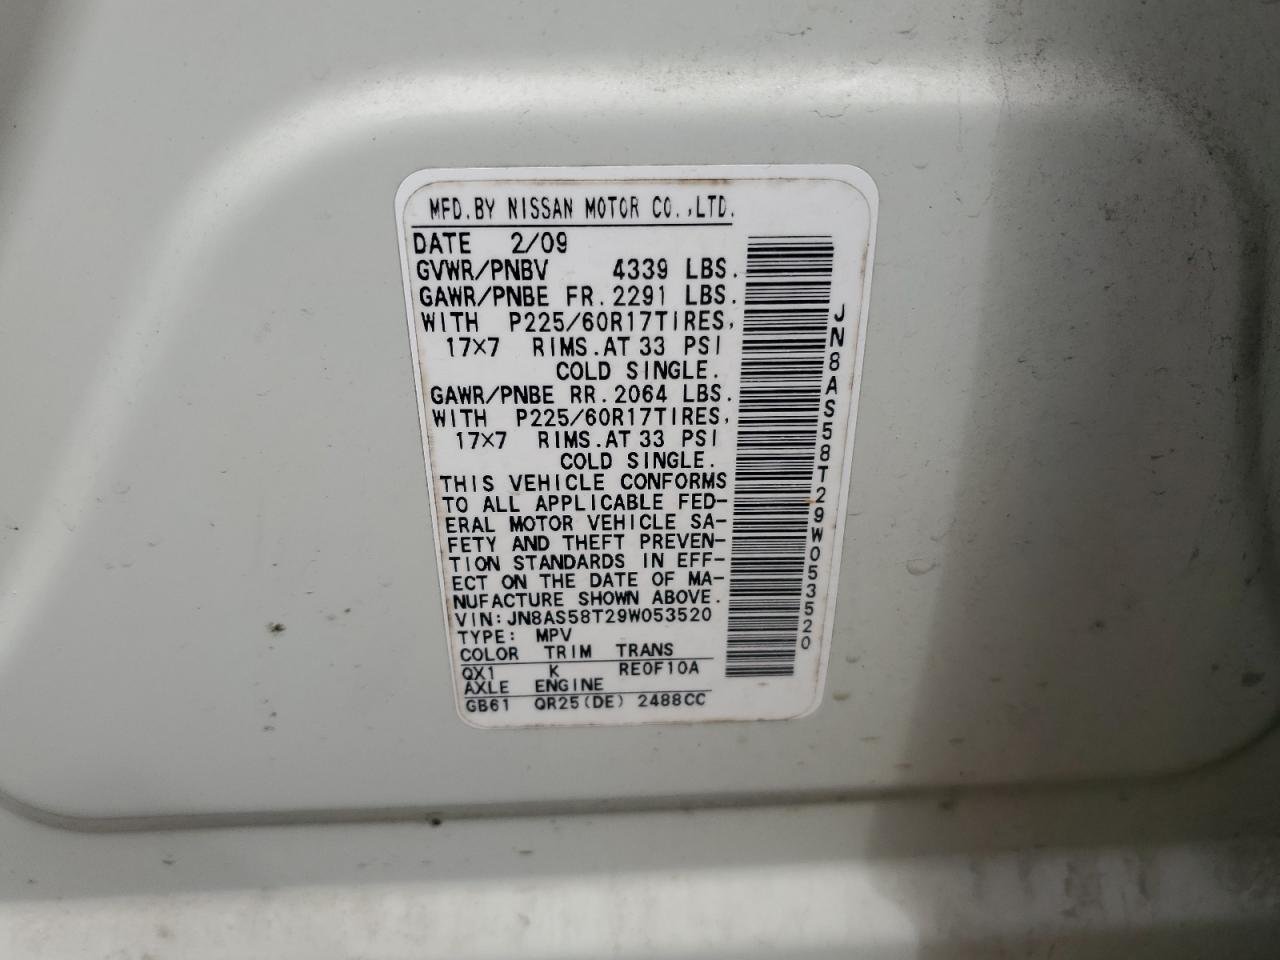 MFD.BY NISSAN MOTOR CO.,LTD.
DATE 2/09
GVWR/PNBV 4339 LBS.
GAWR/PNBE FR.2291 LBS.
WITH P225/60R17TIRES,
17×7 RIMS.AT 33 PSI
COLD SINGLE.
GAWR/PNBE RR.2064 LBS.
WITH P225/60R17TIRES,
17×7 RIMS.AT 33 PSI
COLD SINGLE.
THIS VEHICLE CONFORMS
TO ALL APPLICABLE FED-
ERAL MOTOR VEHICLE SA-
FETY AND THEFT PREVEN-
TION STANDARDS IN EFF-
ECT ON THE DATE OF MA-
NUFACTURE SHOWN ABOVE.
VIN:JN8AS58T29W053520
TYPE: MPV
COLOR TRIM TRANS
QX1 K RE0F10A
AXLE ENGINE
GB61 QR25(DE) 2488CC
JN8AS58T29W053520